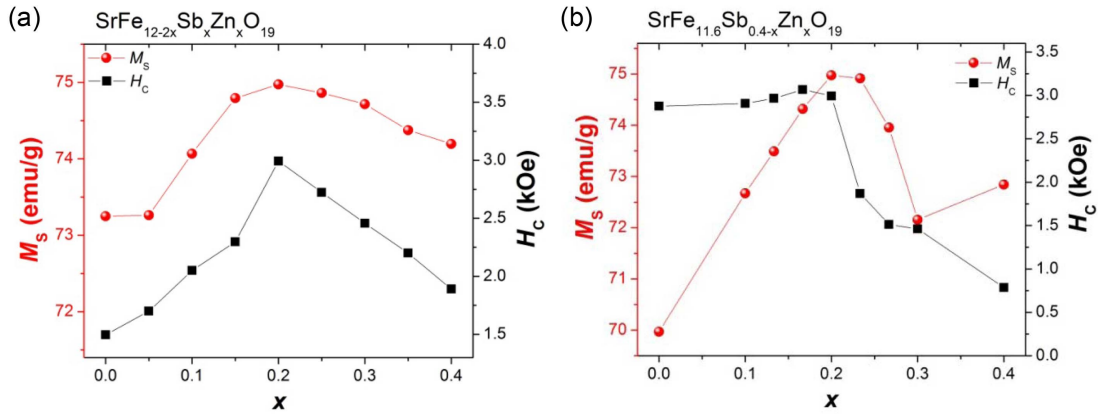 (a)
SrFe12-2xSbxZnxO19
Ms
Hc
Ms (emu/g)
75
74
73
72
4.0
3.5
3.0
2.5
2.0
1.5
Hc (kOe)
0.0 0.1 0.2 0.3 0.4
x
(b)
SrFe11.6Sb0.4-xZnxO19
Ms
Hc
Ms (emu/g)
75
74
73
72
71
70
3.5
3.0
2.5
2.0
1.5
1.0
0.5
0.0
Hc (kOe)
0.0 0.1 0.2 0.3 0.4
x